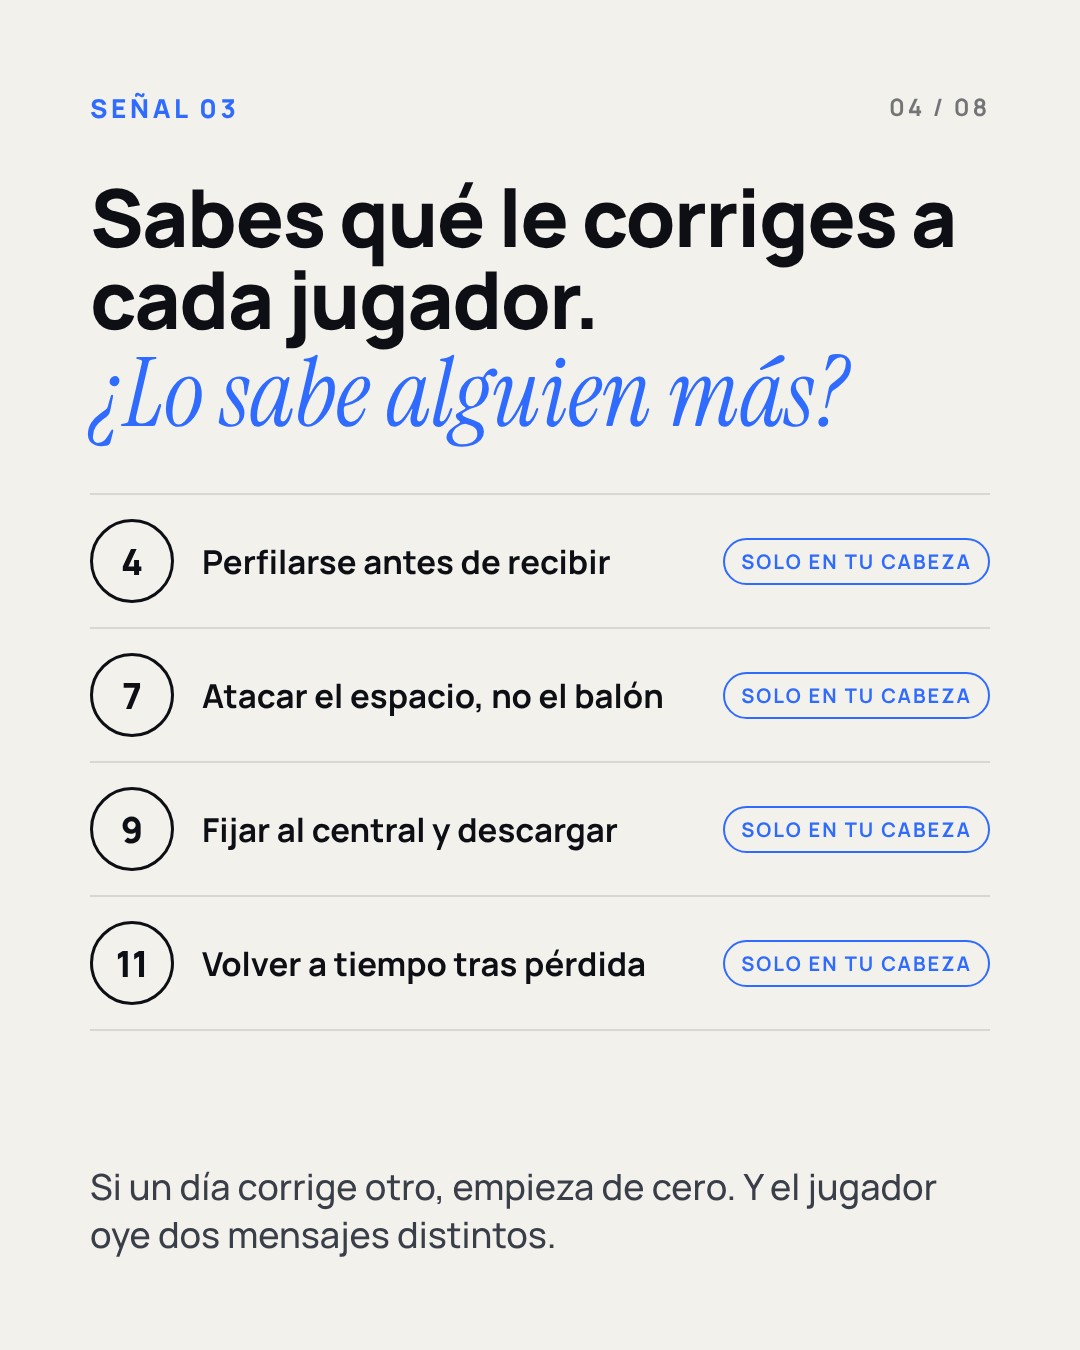 SEÑAL 03
04 / 08
Sabes qué le corriges a
cada jugador.
¿Lo sabe alguien más?
4 Perfilarse antes de recibir SOLO EN TU CABEZA
7 Atacar el espacio, no el balón SOLO EN TU CABEZA
9 Fijar al central y descargar SOLO EN TU CABEZA
11 Volver a tiempo tras pérdida SOLO EN TU CABEZA
Si un día corrige otro, empieza de cero. Y el jugador
oye dos mensajes distintos.